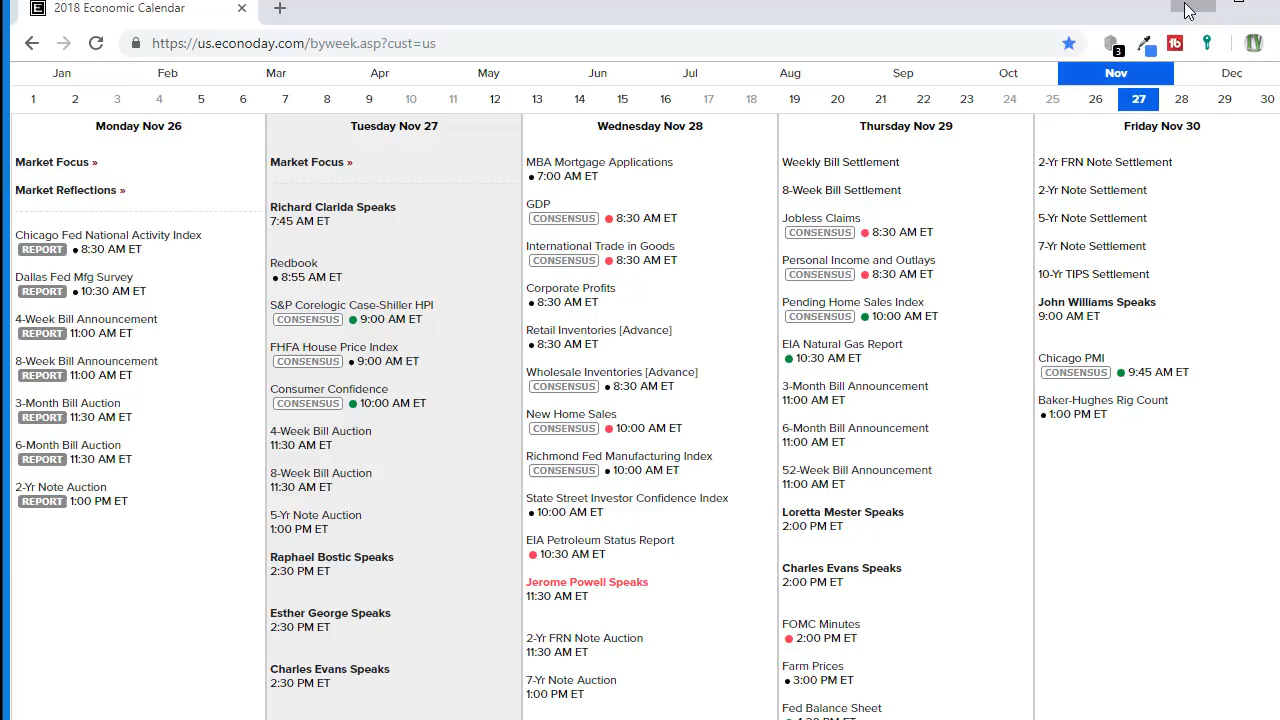 2018 Economic Calendar
https://us.econoday.com/byweek.asp?cust=us
3
Jan Feb Mar Apr May Jun Jul Aug Sep Oct Nov Dec
1 2 3 4 5 6 7 8 9 10 11 12 13 14 15 16 17 18 19 20 21 22 23 24 25 26 27 28 29 30
Monday Nov 26
Market Focus »
Market Reflections »
Chicago Fed National Activity Index
REPORT 8:30 AM ET
Dallas Fed Mfg Survey
REPORT 10:30 AM ET
4-Week Bill Announcement
REPORT 11:00 AM ET
8-Week Bill Announcement
REPORT 11:00 AM ET
3-Month Bill Auction
REPORT 11:30 AM ET
6-Month Bill Auction
REPORT 11:30 AM ET
2-Yr Note Auction
REPORT 1:00 PM ET
Tuesday Nov 27
Market Focus »
Richard Clarida Speaks
7:45 AM ET
Redbook
8:55 AM ET
S&P Corelogic Case-Shiller HPI
CONSENSUS 9:00 AM ET
FHFA House Price Index
CONSENSUS 9:00 AM ET
Consumer Confidence
CONSENSUS 10:00 AM ET
4-Week Bill Auction
11:30 AM ET
8-Week Bill Auction
11:30 AM ET
5-Yr Note Auction
1:00 PM ET
Raphael Bostic Speaks
2:30 PM ET
Esther George Speaks
2:30 PM ET
Charles Evans Speaks
2:30 PM ET
Wednesday Nov 28
MBA Mortgage Applications
7:00 AM ET
GDP
CONSENSUS 8:30 AM ET
International Trade in Goods
CONSENSUS 8:30 AM ET
Corporate Profits
8:30 AM ET
Retail Inventories [Advance]
8:30 AM ET
Wholesale Inventories [Advance]
CONSENSUS 8:30 AM ET
New Home Sales
CONSENSUS 10:00 AM ET
Richmond Fed Manufacturing Index
CONSENSUS 10:00 AM ET
State Street Investor Confidence Index
10:00 AM ET
EIA Petroleum Status Report
10:30 AM ET
Jerome Powell Speaks
11:30 AM ET
2-Yr FRN Note Auction
11:30 AM ET
7-Yr Note Auction
1:00 PM ET
Thursday Nov 29
Weekly Bill Settlement
8-Week Bill Settlement
Jobless Claims
CONSENSUS 8:30 AM ET
Personal Income and Outlays
CONSENSUS 8:30 AM ET
Pending Home Sales Index
CONSENSUS 10:00 AM ET
EIA Natural Gas Report
10:30 AM ET
3-Month Bill Announcement
11:00 AM ET
6-Month Bill Announcement
11:00 AM ET
52-Week Bill Announcement
11:00 AM ET
Loretta Mester Speaks
2:00 PM ET
Charles Evans Speaks
2:00 PM ET
FOMC Minutes
2:00 PM ET
Farm Prices
3:00 PM ET
Fed Balance Sheet
Friday Nov 30
2-Yr FRN Note Settlement
2-Yr Note Settlement
5-Yr Note Settlement
7-Yr Note Settlement
10-Yr TIPS Settlement
John Williams Speaks
9:00 AM ET
Chicago PMI
CONSENSUS 9:45 AM ET
Baker-Hughes Rig Count
1:00 PM ET